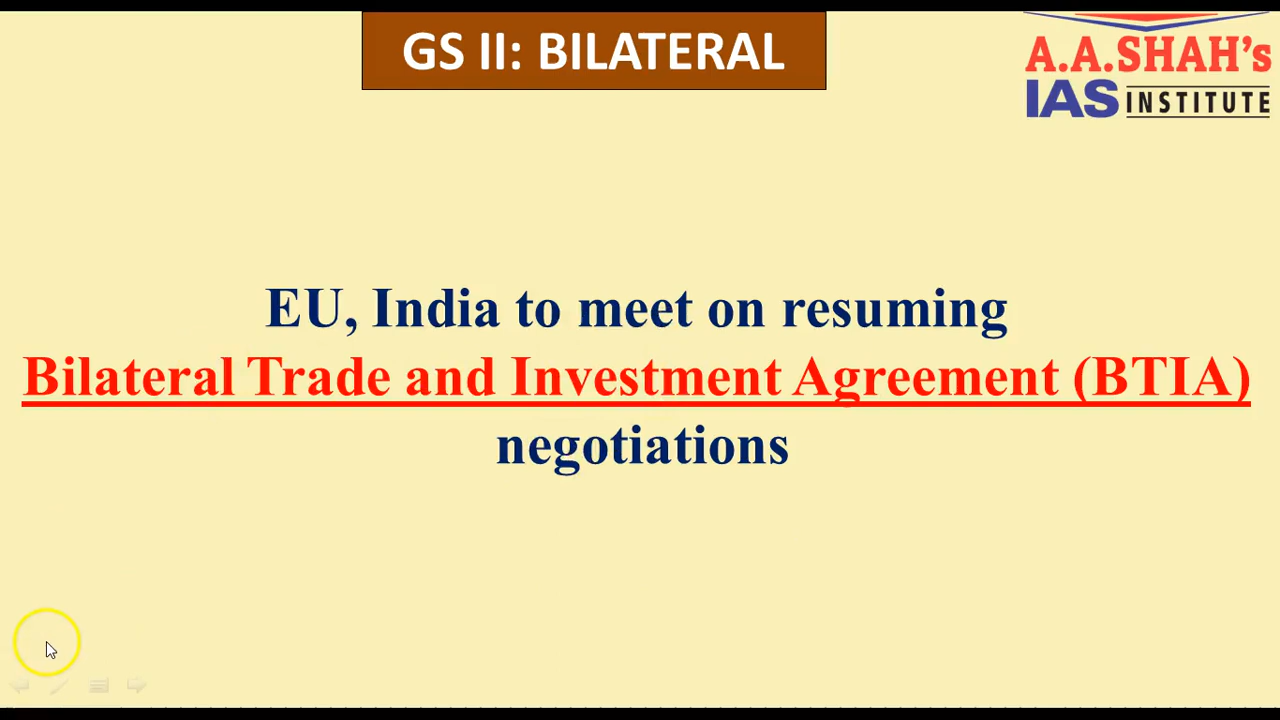 GS II: BILATERAL
A.A.SHAH's
IAS INSTITUTE
EU, India to meet on resuming
Bilateral Trade and Investment Agreement (BTIA)
negotiations